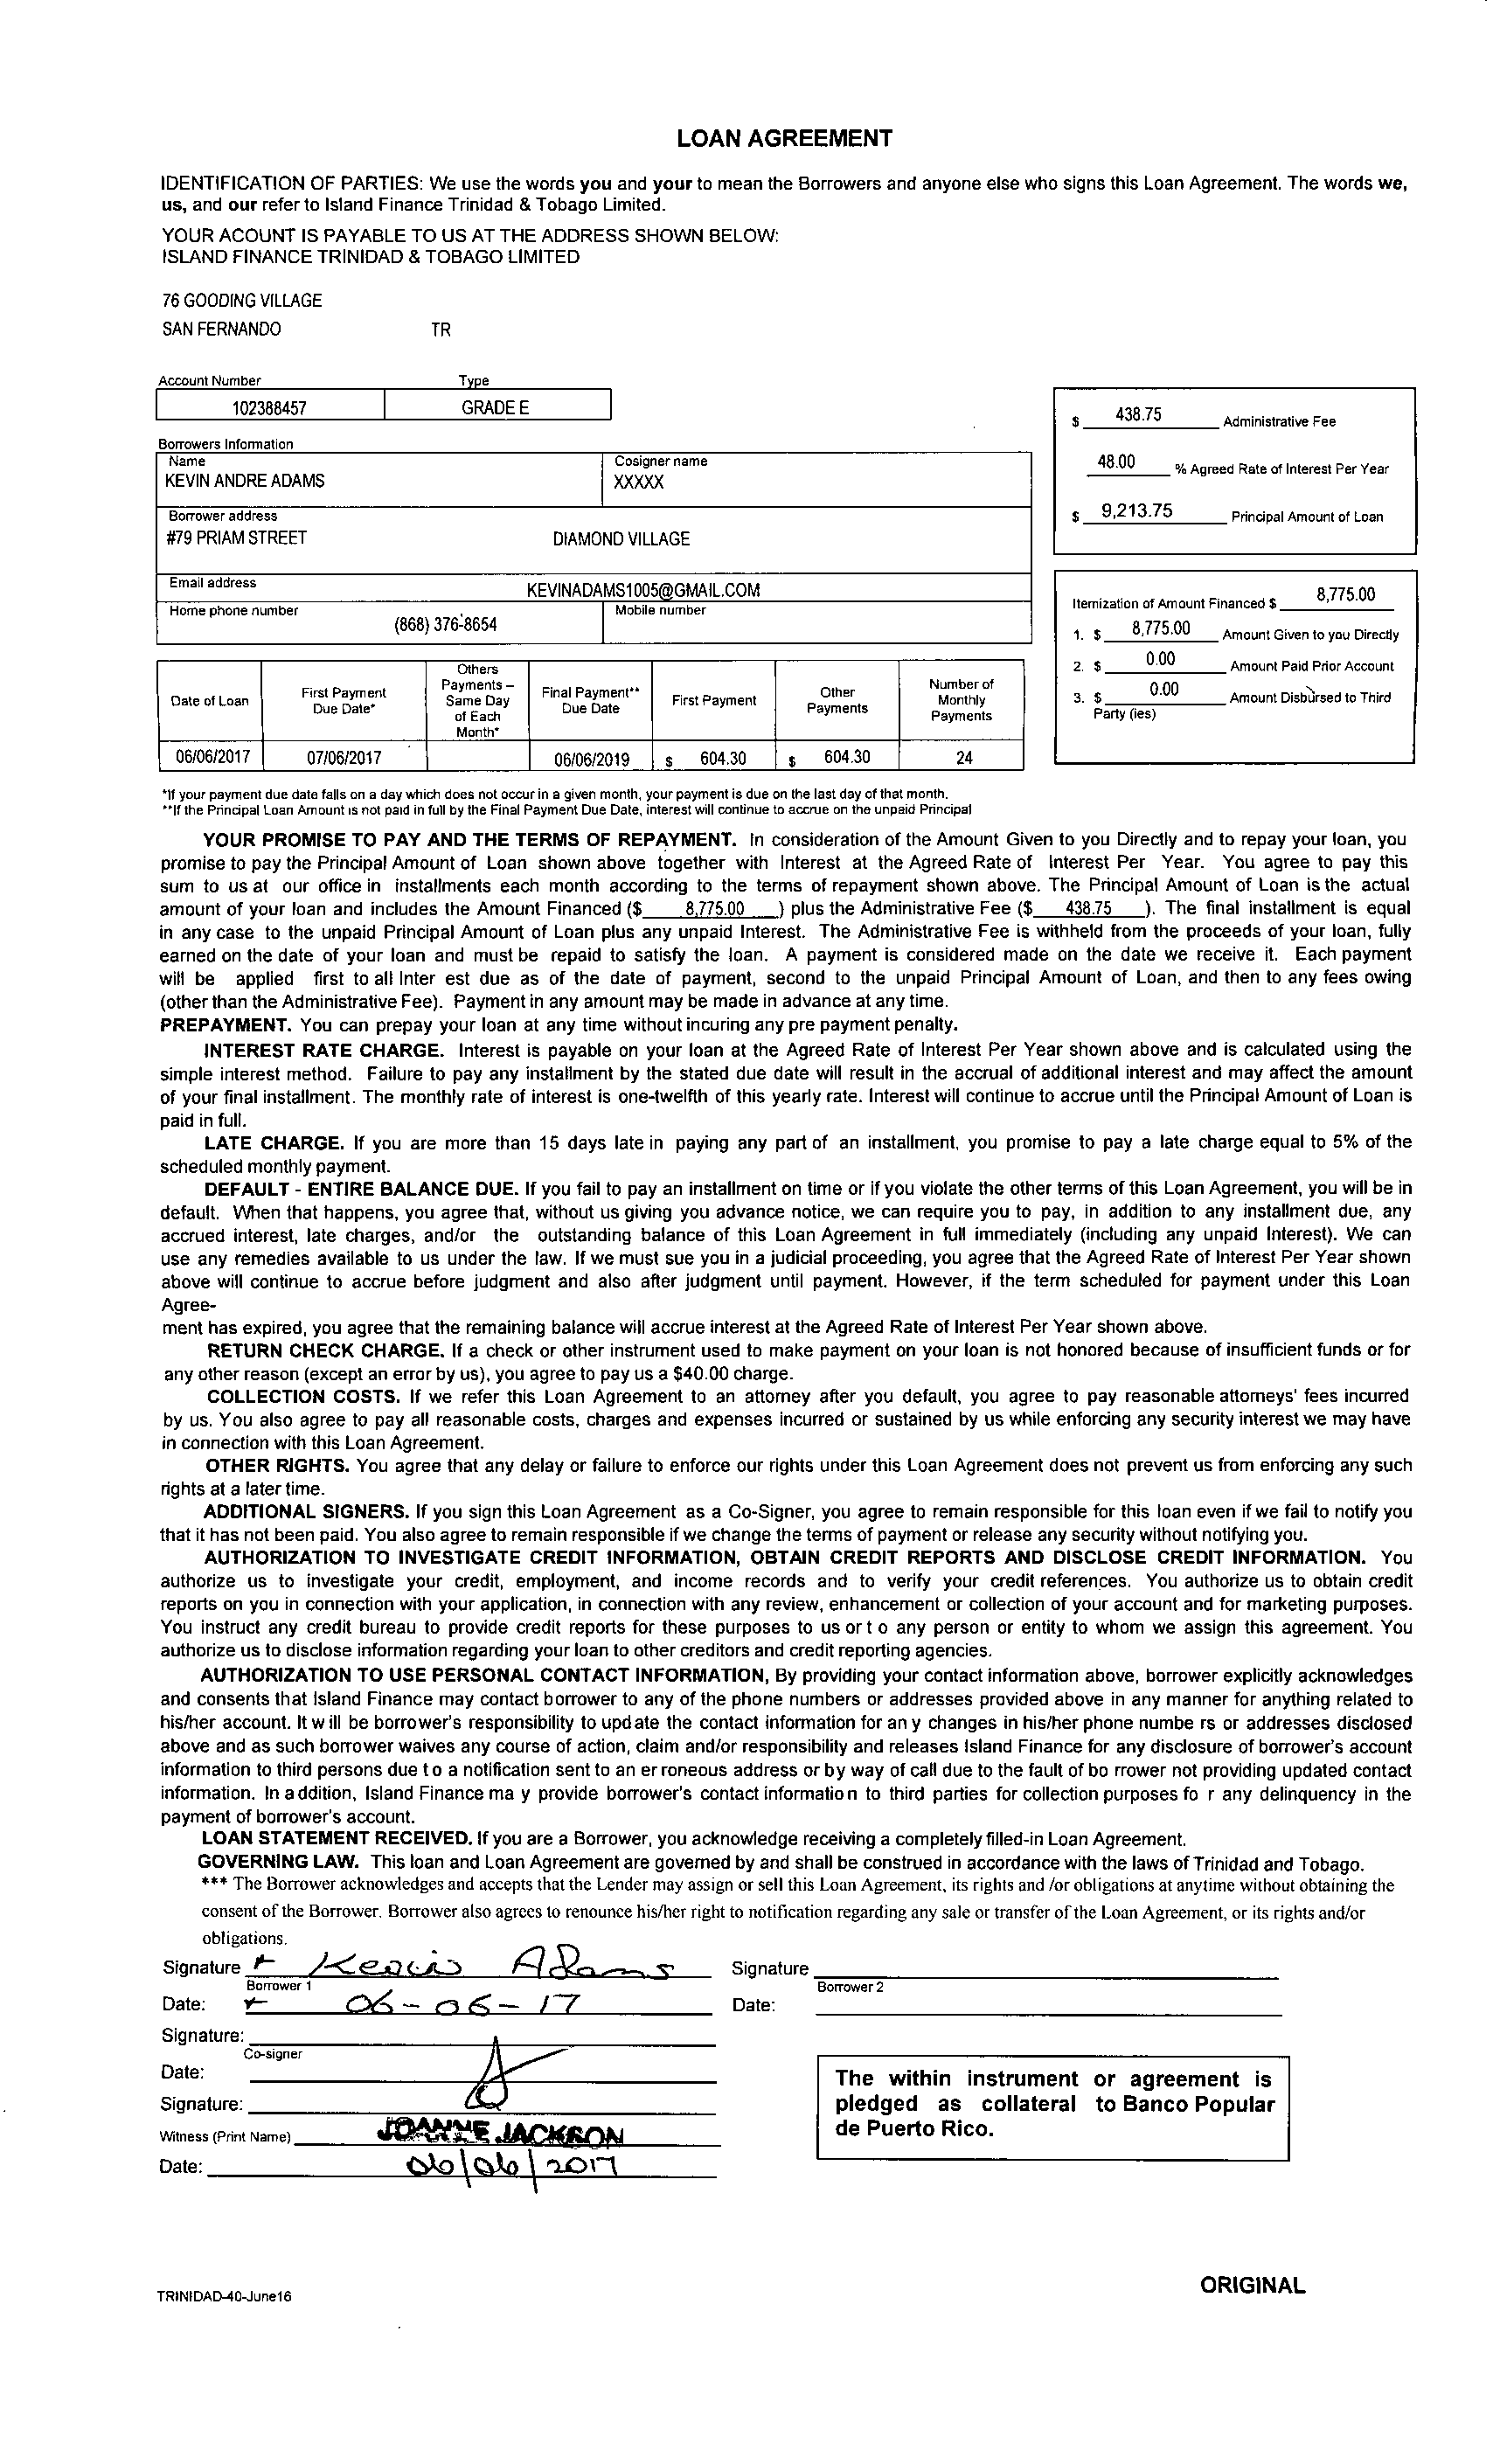 LOAN AGREEMENT
IDENTIFICATION OF PARTIES: We use the words you and your to mean the Borrowers and anyone else who signs this Loan Agreement. The words we,
us, and our refer to Island Finance Trinidad & Tobago Limited.
YOUR ACOUNT IS PAYABLE TO US AT THE ADDRESS SHOWN BELOW:
ISLAND FINANCE TRINIDAD & TOBAGO LIMITED
76 GOODING VILLAGE
SAN FERNANDO TR
Account Number Type
102388457 GRADE E
Borrowers Information
Name Cosigner name
KEVIN ANDRE ADAMS XXXXX
Borrower address
#79 PRIAM STREET DIAMOND VILLAGE
Email address KEVINADAMS1005@GMAIL.COM
Home phone number (868) 376-8654 Mobile number
$ 438.75 Administrative Fee
48.00 % Agreed Rate of Interest Per Year
$ 9,213.75 Principal Amount of Loan
Itemization of Amount Financed $ 8,775.00
1. $ 8,775.00 Amount Given to you Directly
2. $ 0.00 Amount Paid Prior Account
3. $ 0.00 Amount Disbursed to Third
Party (ies)
Date of Loan First Payment Due Date* Others Payments – Same Day of Each Month* Final Payment** Due Date First Payment Other Payments Number of Monthly Payments
06/06/2017 07/06/2017 06/06/2019 $ 604.30 $ 604.30 24
*If your payment due date falls on a day which does not occur in a given month, your payment is due on the last day of that month.
**If the Principal Loan Amount is not paid in full by the Final Payment Due Date, interest will continue to accrue on the unpaid Principal
YOUR PROMISE TO PAY AND THE TERMS OF REPAYMENT. In consideration of the Amount Given to you Directly and to repay your loan, you
promise to pay the Principal Amount of Loan shown above together with Interest at the Agreed Rate of Interest Per Year. You agree to pay this
sum to us at our office in installments each month according to the terms of repayment shown above. The Principal Amount of Loan is the actual
amount of your loan and includes the Amount Financed ($ 8,775.00 ) plus the Administrative Fee ($ 438.75 ). The final installment is equal
in any case to the unpaid Principal Amount of Loan plus any unpaid Interest. The Administrative Fee is withheld from the proceeds of your loan, fully
earned on the date of your loan and must be repaid to satisfy the loan. A payment is considered made on the date we receive it. Each payment
will be applied first to all Inter est due as of the date of payment, second to the unpaid Principal Amount of Loan, and then to any fees owing
(other than the Administrative Fee). Payment in any amount may be made in advance at any time.
PREPAYMENT. You can prepay your loan at any time without incuring any pre payment penalty.
INTEREST RATE CHARGE. Interest is payable on your loan at the Agreed Rate of Interest Per Year shown above and is calculated using the
simple interest method. Failure to pay any installment by the stated due date will result in the accrual of additional interest and may affect the amount
of your final installment. The monthly rate of interest is one-twelfth of this yearly rate. Interest will continue to accrue until the Principal Amount of Loan is
paid in full.
LATE CHARGE. If you are more than 15 days late in paying any part of an installment, you promise to pay a late charge equal to 5% of the
scheduled monthly payment.
DEFAULT - ENTIRE BALANCE DUE. If you fail to pay an installment on time or if you violate the other terms of this Loan Agreement, you will be in
default. When that happens, you agree that, without us giving you advance notice, we can require you to pay, in addition to any installment due, any
accrued interest, late charges, and/or the outstanding balance of this Loan Agreement in full immediately (including any unpaid Interest). We can
use any remedies available to us under the law. If we must sue you in a judicial proceeding, you agree that the Agreed Rate of Interest Per Year shown
above will continue to accrue before judgment and also after judgment until payment. However, if the term scheduled for payment under this Loan
Agree-
ment has expired, you agree that the remaining balance will accrue interest at the Agreed Rate of Interest Per Year shown above.
RETURN CHECK CHARGE. If a check or other instrument used to make payment on your loan is not honored because of insufficient funds or for
any other reason (except an error by us), you agree to pay us a $40.00 charge.
COLLECTION COSTS. If we refer this Loan Agreement to an attorney after you default, you agree to pay reasonable attorneys' fees incurred
by us. You also agree to pay all reasonable costs, charges and expenses incurred or sustained by us while enforcing any security interest we may have
in connection with this Loan Agreement.
OTHER RIGHTS. You agree that any delay or failure to enforce our rights under this Loan Agreement does not prevent us from enforcing any such
rights at a later time.
ADDITIONAL SIGNERS. If you sign this Loan Agreement as a Co-Signer, you agree to remain responsible for this loan even if we fail to notify you
that it has not been paid. You also agree to remain responsible if we change the terms of payment or release any security without notifying you.
AUTHORIZATION TO INVESTIGATE CREDIT INFORMATION, OBTAIN CREDIT REPORTS AND DISCLOSE CREDIT INFORMATION. You
authorize us to investigate your credit, employment, and income records and to verify your credit references. You authorize us to obtain credit
reports on you in connection with your application, in connection with any review, enhancement or collection of your account and for marketing purposes.
You instruct any credit bureau to provide credit reports for these purposes to us or t o any person or entity to whom we assign this agreement. You
authorize us to disclose information regarding your loan to other creditors and credit reporting agencies.
AUTHORIZATION TO USE PERSONAL CONTACT INFORMATION, By providing your contact information above, borrower explicitly acknowledges
and consents that Island Finance may contact borrower to any of the phone numbers or addresses provided above in any manner for anything related to
his/her account. It w ill be borrower's responsibility to update the contact information for an y changes in his/her phone numbe rs or addresses disclosed
above and as such borrower waives any course of action, claim and/or responsibility and releases Island Finance for any disclosure of borrower's account
information to third persons due t o a notification sent to an er roneous address or by way of call due to the fault of bo rrower not providing updated contact
information. In a ddition, Island Finance ma y provide borrower's contact information to third parties for collection purposes fo r any delinquency in the
payment of borrower's account.
LOAN STATEMENT RECEIVED. If you are a Borrower, you acknowledge receiving a completely filled-in Loan Agreement.
GOVERNING LAW. This loan and Loan Agreement are governed by and shall be construed in accordance with the laws of Trinidad and Tobago.
*** The Borrower acknowledges and accepts that the Lender may assign or sell this Loan Agreement, its rights and /or obligations at anytime without obtaining the
consent of the Borrower. Borrower also agrees to renounce his/her right to notification regarding any sale or transfer of the Loan Agreement, or its rights and/or
obligations.
Signature Kevin Adams Signature
Borrower 1 Borrower 2
Date: 06-06-17 Date:
Signature:
Co-signer
Date:
Signature:
Witness (Print Name) JOANNE JACKSON
Date: 06/06/2017
The within instrument or agreement is
pledged as collateral to Banco Popular
de Puerto Rico.
TRINIDAD-40-June16
ORIGINAL